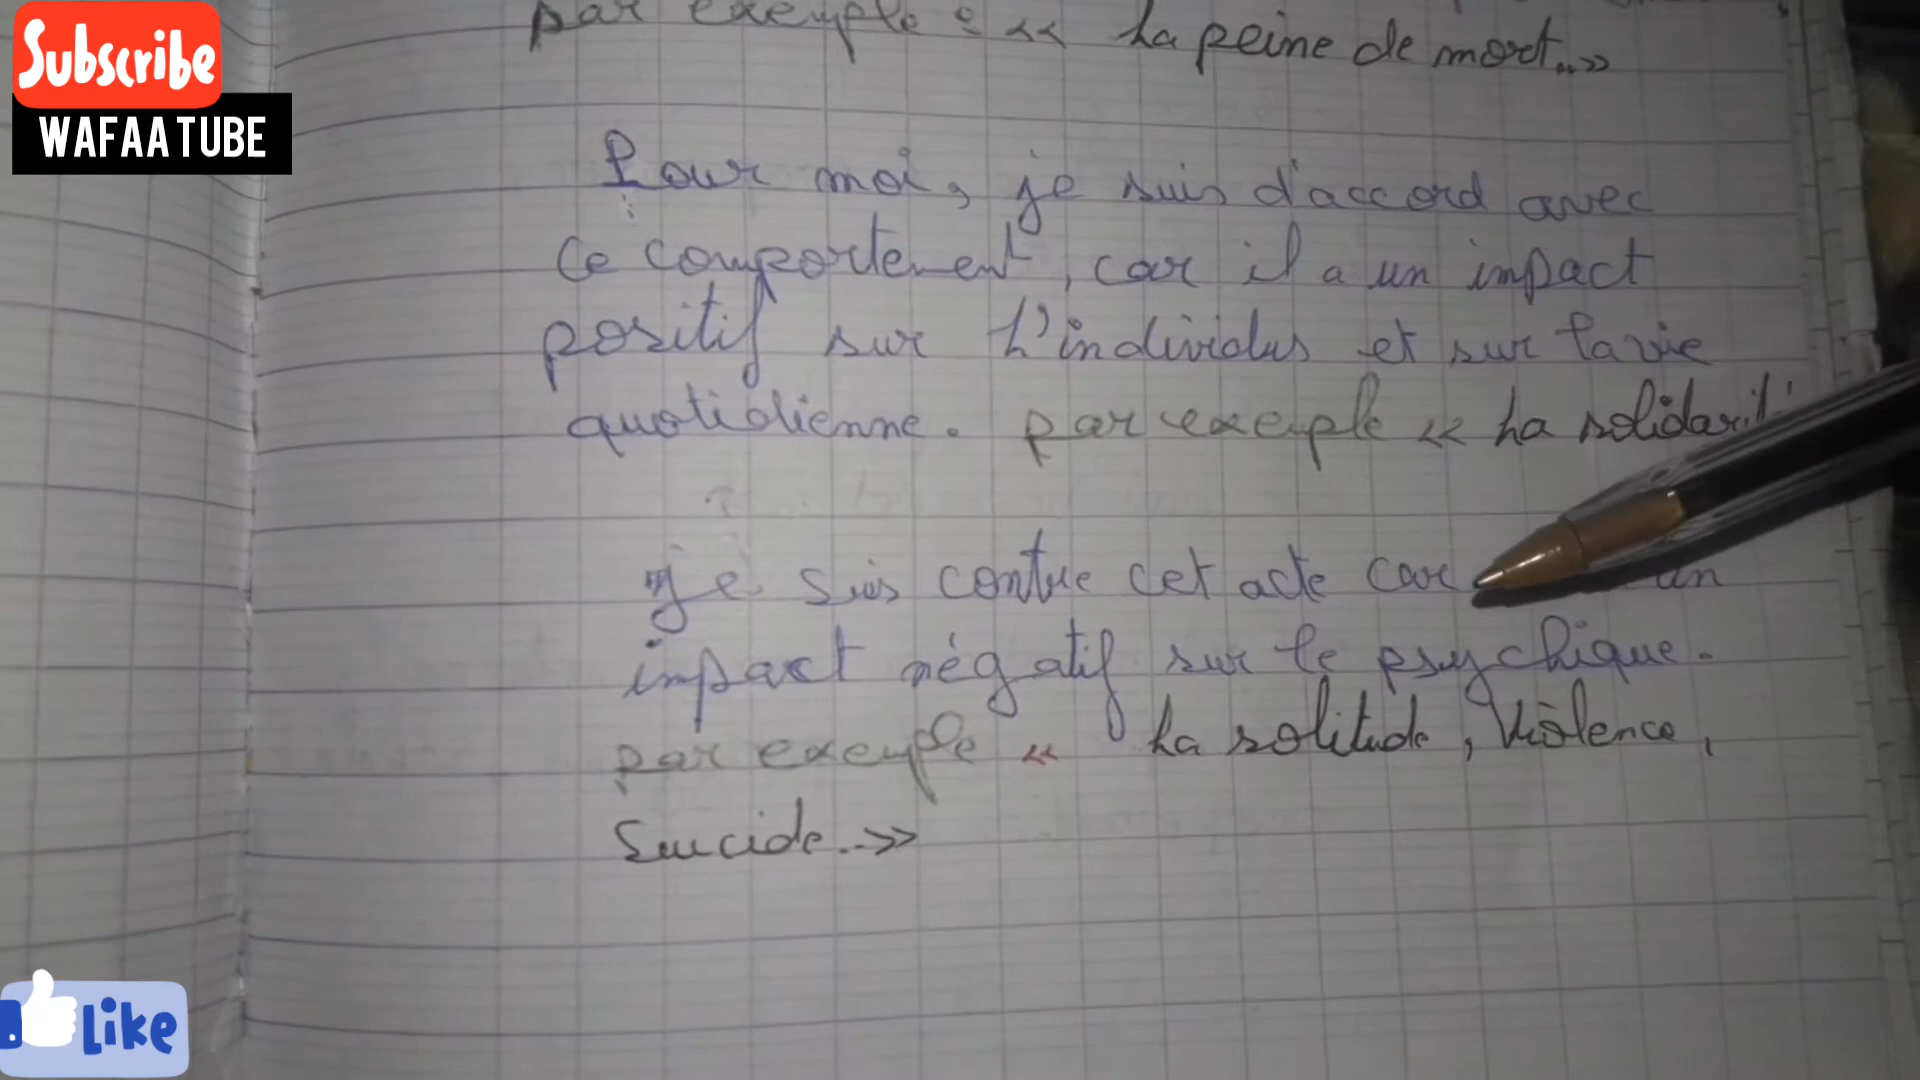 Subscribe
WAFAA TUBE
par exemple : << La peine de mort..>>
Pour moi, je suis d'accord avec
ce comportement, car il a un impact
positif sur L'individus et sur la vie
quotidienne. par exemple << La solidarité
je suis contre cet acte car un
impact négatif sur le psychique.
par exemple << La solitude, violence,
Suicide..>>
Like